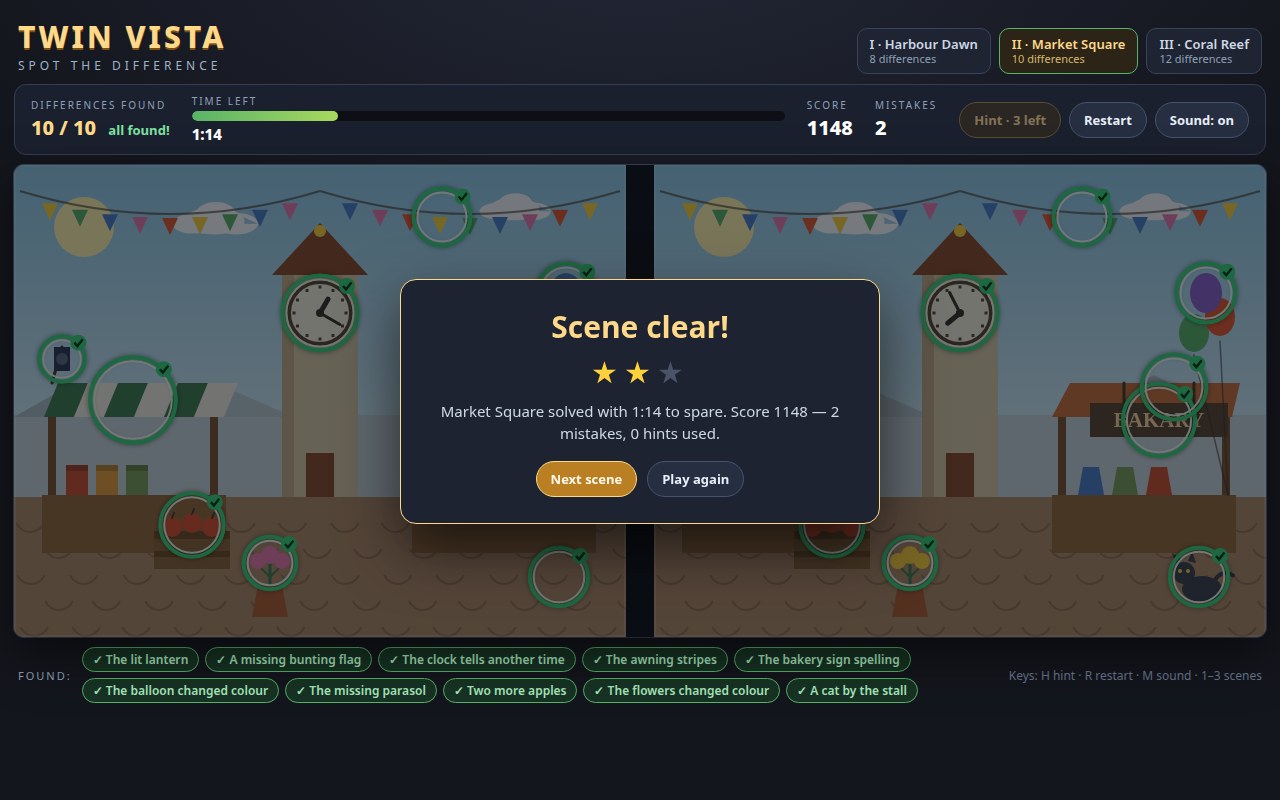 TWIN VISTA
SPOT THE DIFFERENCE
I · Harbour Dawn
8 differences
II · Market Square
10 differences
III · Coral Reef
12 differences
DIFFERENCES FOUND
10 / 10 all found!
TIME LEFT
1:14
SCORE
1148
MISTAKES
2
Hint · 3 left
Restart
Sound: on
BAKARY
Scene clear!
★ ★ ★
Market Square solved with 1:14 to spare. Score 1148 — 2
mistakes, 0 hints used.
Next scene
Play again
FOUND:
✓ The lit lantern
✓ A missing bunting flag
✓ The clock tells another time
✓ The awning stripes
✓ The bakery sign spelling
✓ The balloon changed colour
✓ The missing parasol
✓ Two more apples
✓ The flowers changed colour
✓ A cat by the stall
Keys: H hint · R restart · M sound · 1–3 scenes